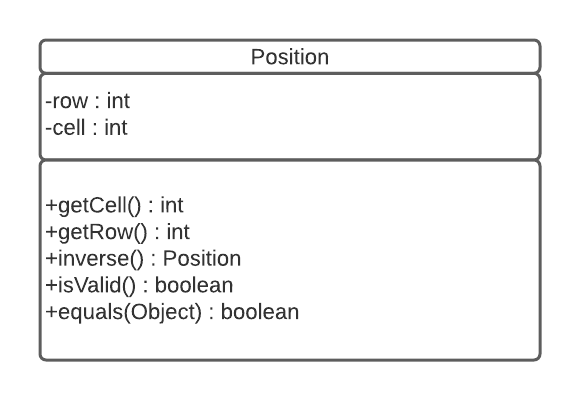 Position
-row : int
-cell : int
+getCell() : int
+getRow() : int
+inverse() : Position
+isValid() : boolean
+equals(Object) : boolean